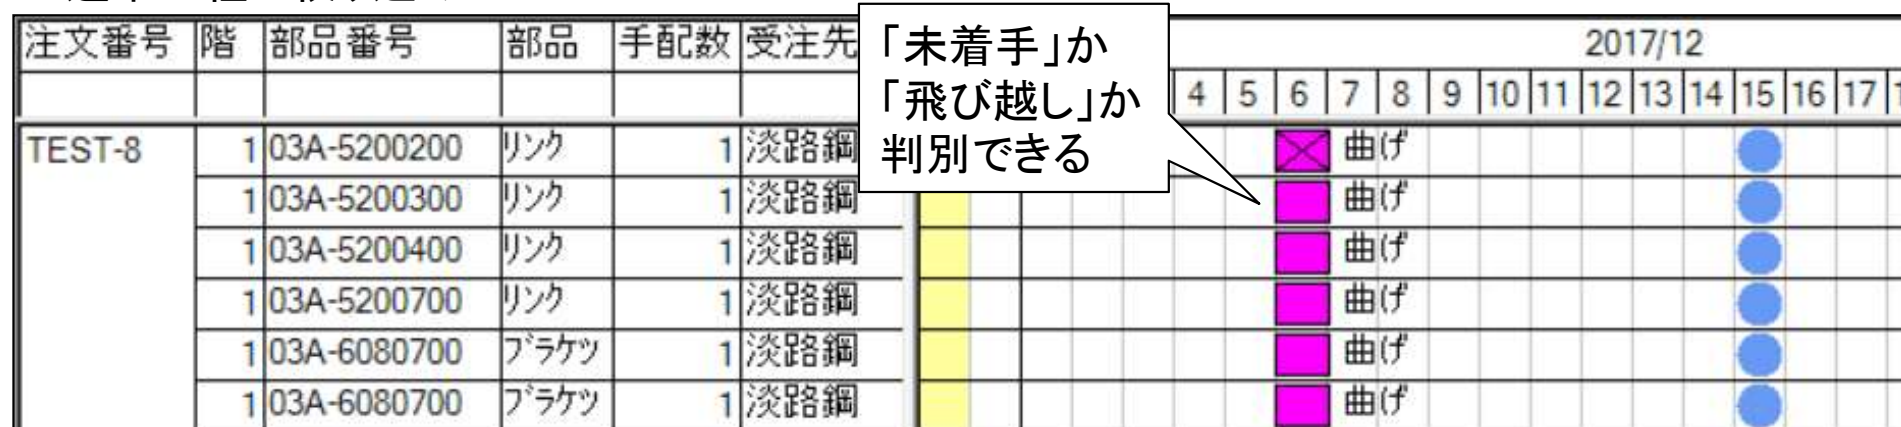 注文番号 階 部品番号 部品 手配数 受注先 2017/12
4 5 6 7 8 9 10 11 12 13 14 15 16 17
「未着手」か
「飛び越し」か
判別できる
TEST-8 1 03A-5200200 リンク 1 淡路鋼 曲げ
1 03A-5200300 リンク 1 淡路鋼 曲げ
1 03A-5200400 リンク 1 淡路鋼 曲げ
1 03A-5200700 リンク 1 淡路鋼 曲げ
1 03A-6080700 ブラケツ 1 淡路鋼 曲げ
1 03A-6080700 ブラケツ 1 淡路鋼 曲げ